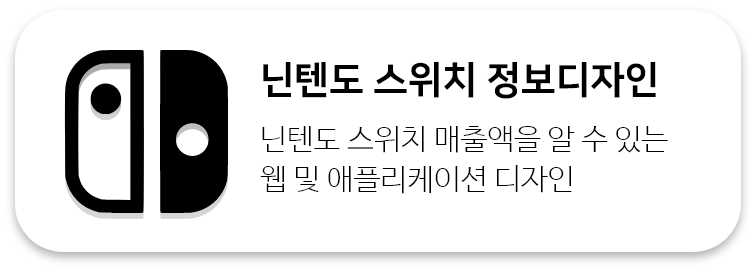 닌텐도 스위치 정보디자인
닌텐도 스위치 매출액을 알 수 있는
웹 및 애플리케이션 디자인